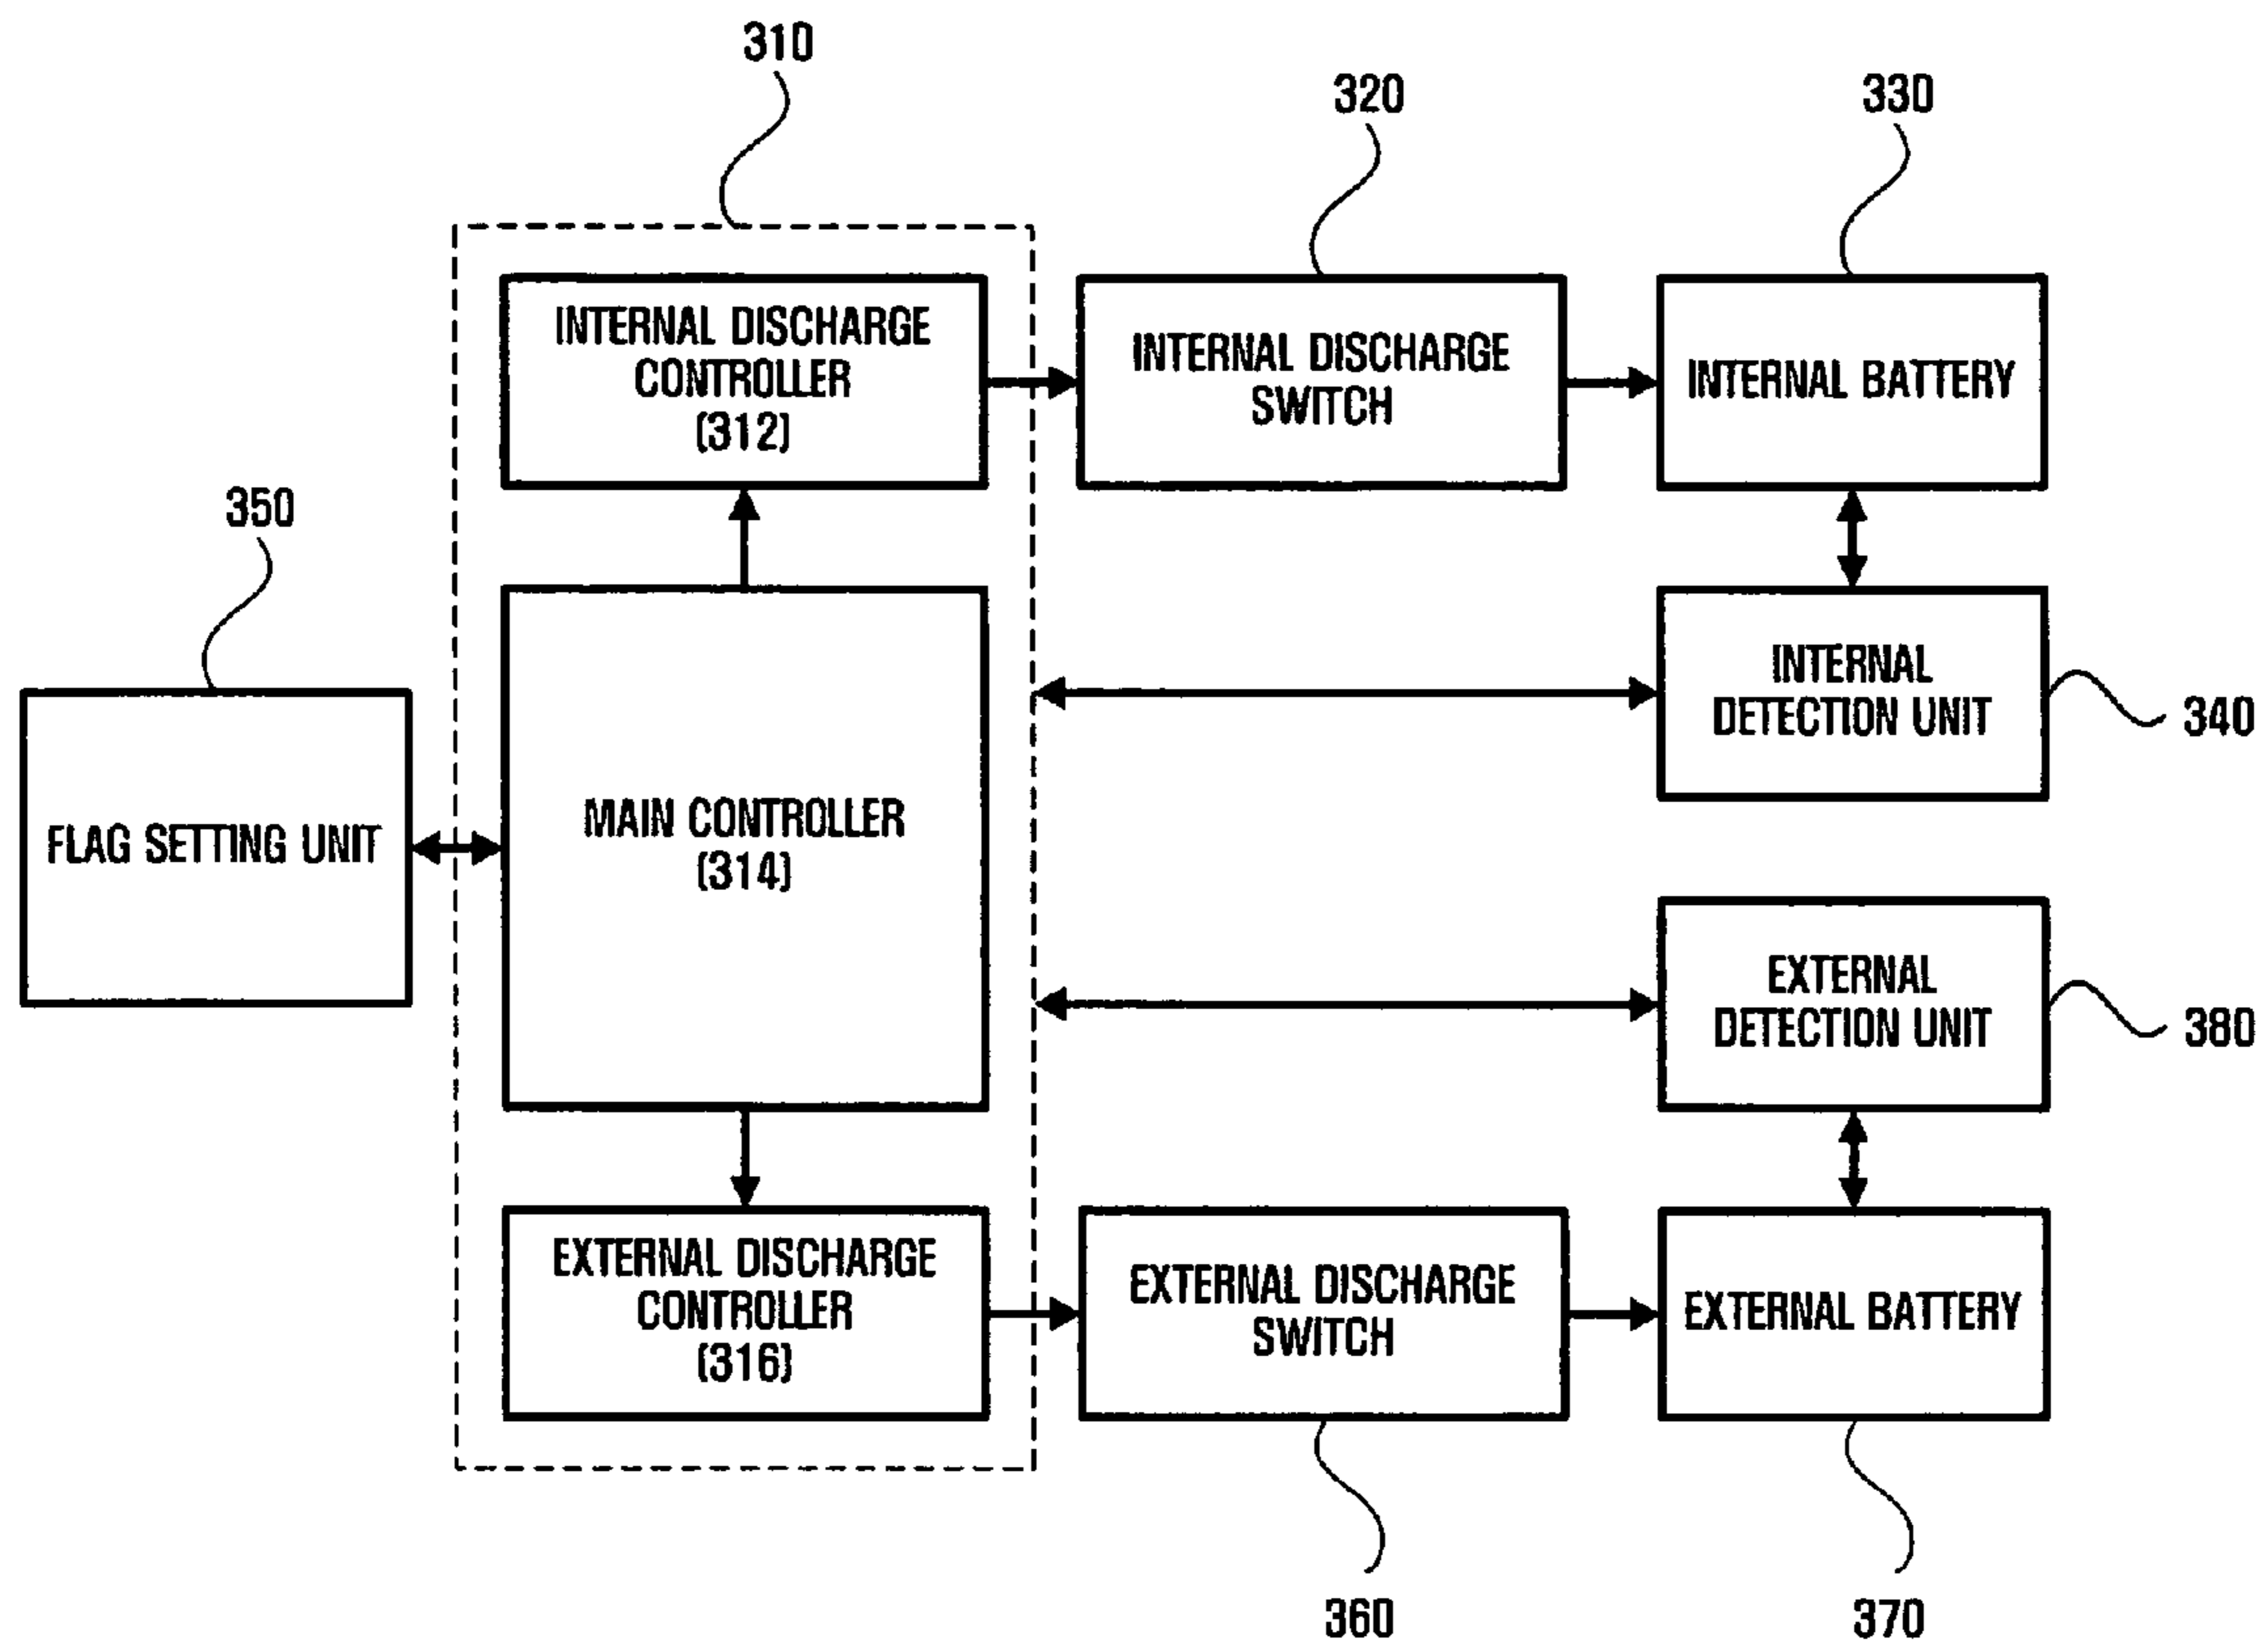 310
320
330
INTERNAL DISCHARGE
CONTROLLER
(312)
INTERNAL DISCHARGE
SWITCH
INTERNAL BATTERY
350
INTERNAL
DETECTION UNIT
340
FLAG SETTING UNIT
MAIN CONTROLLER
(314)
EXTERNAL
DETECTION UNIT
380
EXTERNAL DISCHARGE
CONTROLLER
(316)
EXTERNAL DISCHARGE
SWITCH
EXTERNAL BATTERY
360
370